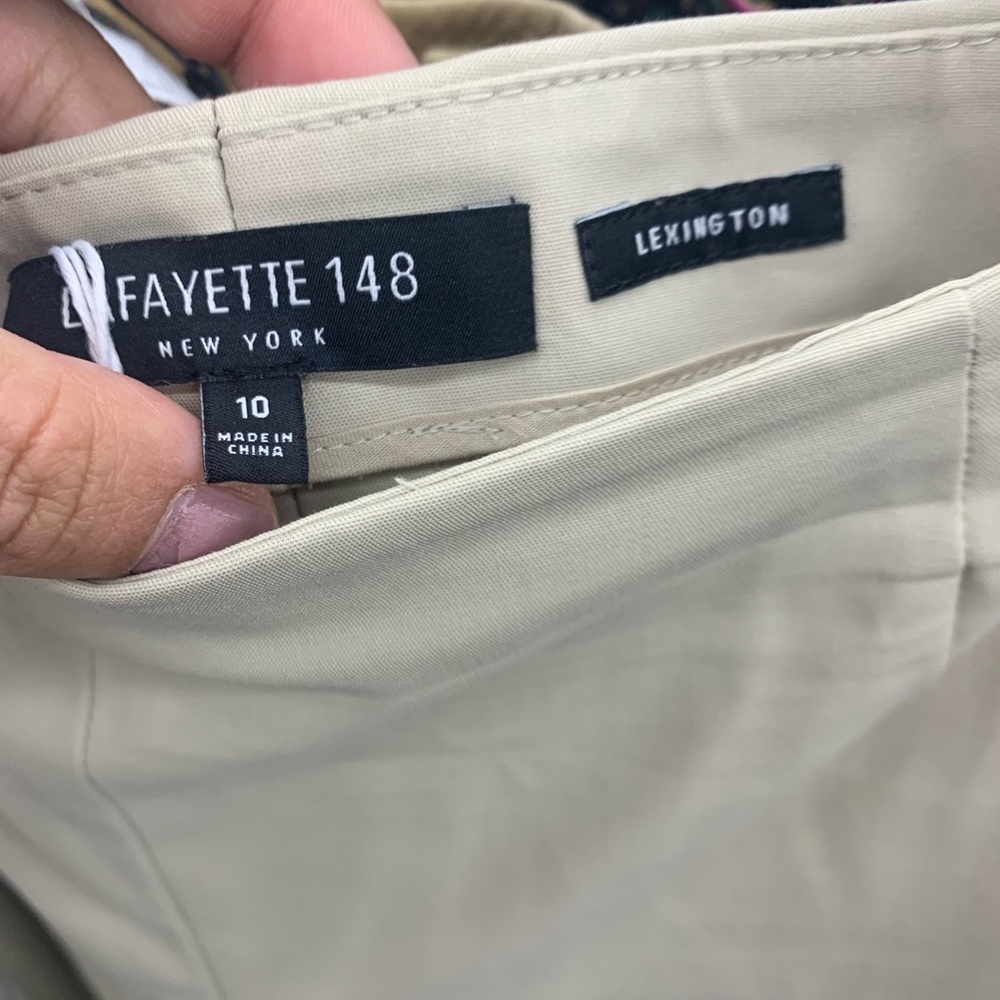 LAFAYETTE 148
NEW YORK
LEXINGTON
10
MADE IN
CHINA